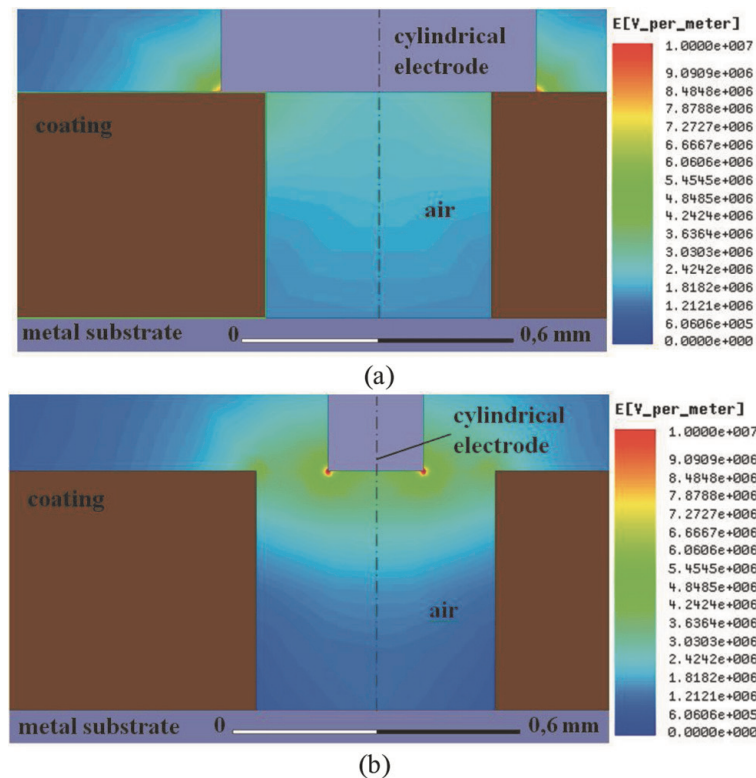 E[V_per_meter]
cylindrical
electrode
coating
air
metal substrate
0
0,6 mm
1.0000e+007
9.0909e+006
8.4848e+006
7.8788e+006
7.2727e+006
6.6667e+006
6.0606e+006
5.4545e+006
4.8485e+006
4.2424e+006
3.6364e+006
3.0303e+006
2.4242e+006
1.8182e+006
1.2121e+006
6.0606e+005
0.0000e+000
(a)
E[V_per_meter]
cylindrical
electrode
coating
air
metal substrate
0
0,6 mm
1.0000e+007
9.0909e+006
8.4848e+006
7.8788e+006
7.2727e+006
6.6667e+006
6.0606e+006
5.4545e+006
4.8485e+006
4.2424e+006
3.6364e+006
3.0303e+006
2.4242e+006
1.8182e+006
1.2121e+006
6.0606e+005
0.0000e+000
(b)